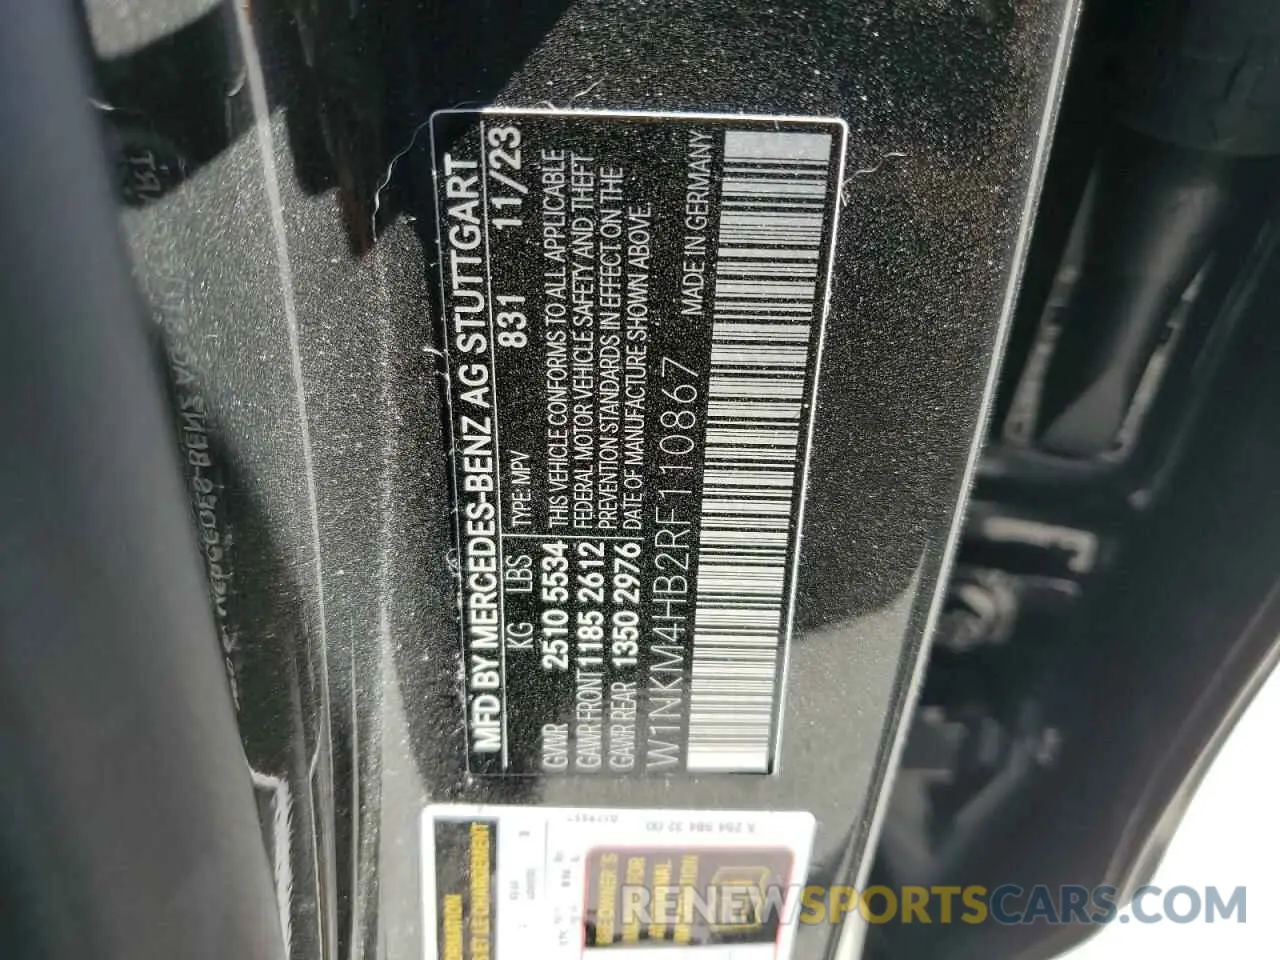 MFD BY MERCEDES-BENZ AG STUTTGART
KG LBS TYPE: MPV 831 11/23
GVWR 2510 5534 THIS VEHICLE CONFORMS TO ALL APPLICABLE
GAWR FRONT 1185 2612 FEDERAL MOTOR VEHICLE SAFETY AND THEFT
GAWR REAR 1350 2976 PREVENTION STANDARDS IN EFFECT ON THE
DATE OF MANUFACTURE SHOWN ABOVE.
W1NKM4HB2RF110867 MADE IN GERMANY
RENEWSPORTSCARS.COM